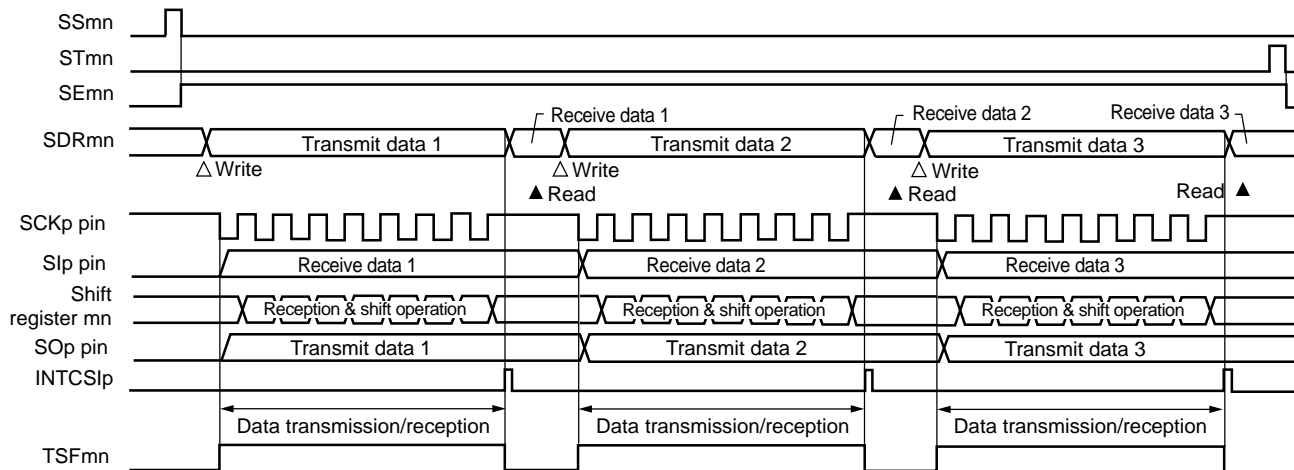 SSmn
STmn
SEmn
Receive data 1
Receive data 2
Receive data 3
SDRmn
Transmit data 1
Transmit data 2
Transmit data 3
△ Write
△ Write
△ Write
▲ Read
▲ Read
Read ▲
SCKp pin
SIp pin
Receive data 1
Receive data 2
Receive data 3
Shift
register mn
Reception & shift operation
Reception & shift operation
Reception & shift operation
SOp pin
Transmit data 1
Transmit data 2
Transmit data 3
INTCSIp
Data transmission/reception
Data transmission/reception
Data transmission/reception
TSFmn